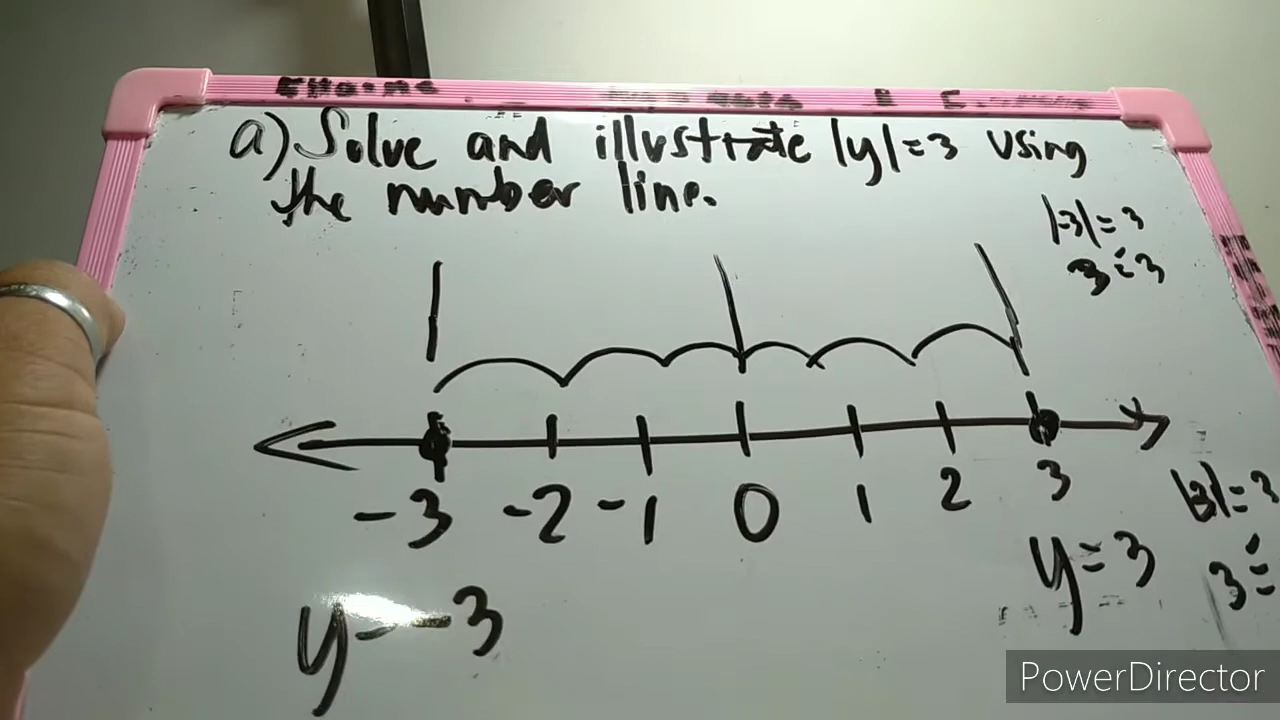 a) Solve and illustrate |y|=3 using
the number line.
|-3|=3
3=3
-3 -2 -1 0 1 2 3
|3|=3
y=3
3=
y=-3
PowerDirector